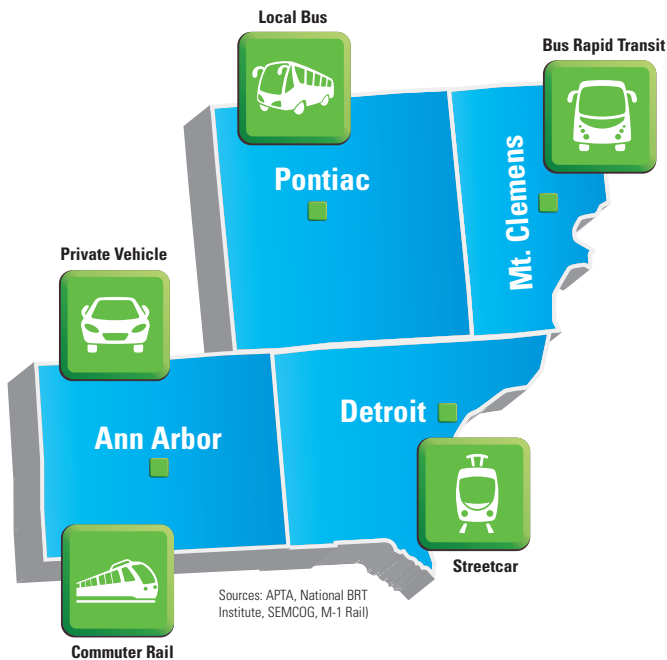 Local Bus
Bus Rapid Transit
Pontiac
Mt. Clemens
Private Vehicle
Detroit
Ann Arbor
Streetcar
Sources: APTA, National BRT
Institute, SEMCOG, M-1 Rail)
Commuter Rail